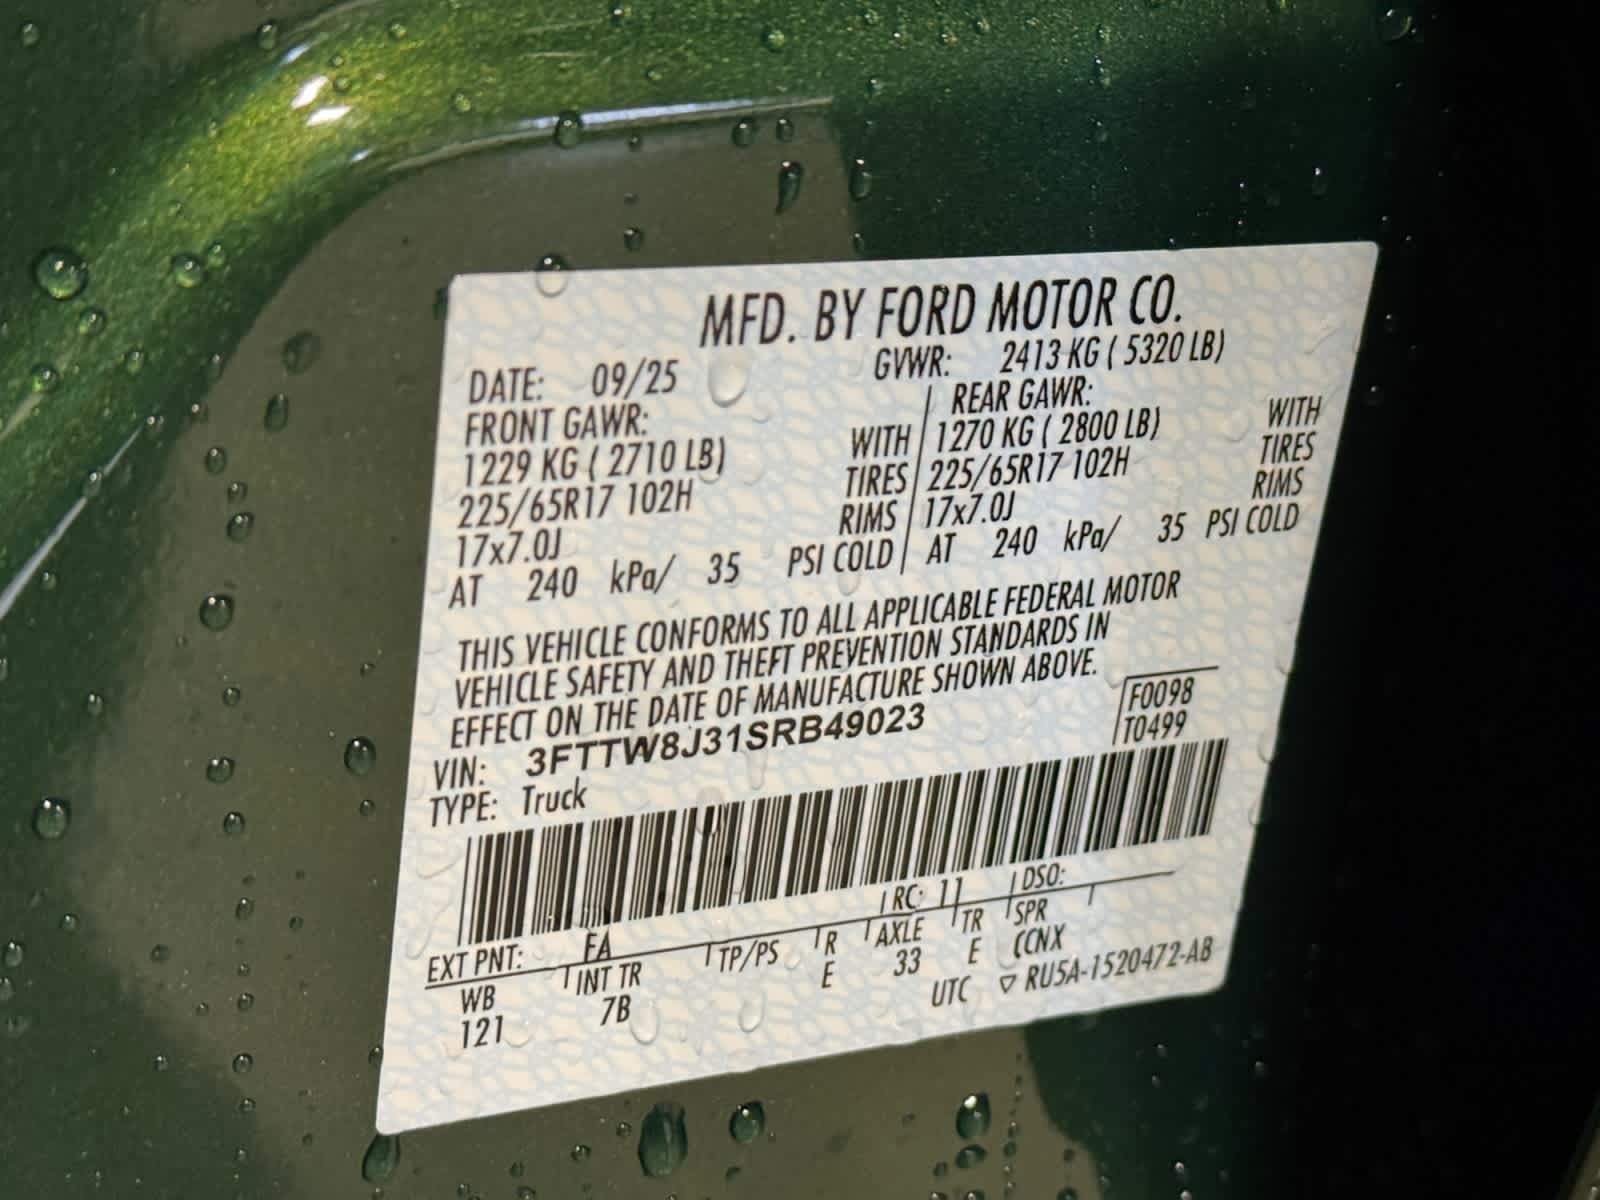 MFD. BY FORD MOTOR CO.
DATE: 09/25 GVWR: 2413 KG ( 5320 LB)
FRONT GAWR: REAR GAWR:
1229 KG ( 2710 LB) WITH 1270 KG ( 2800 LB) WITH
225/65R17 102H TIRES 225/65R17 102H TIRES
17x7.0J RIMS 17x7.0J RIMS
AT 240 kPa/ 35 PSI COLD AT 240 kPa/ 35 PSI COLD
THIS VEHICLE CONFORMS TO ALL APPLICABLE FEDERAL MOTOR
VEHICLE SAFETY AND THEFT PREVENTION STANDARDS IN
EFFECT ON THE DATE OF MANUFACTURE SHOWN ABOVE.
F0098
VIN: 3FTTW8J31SRB49023 T0499
TYPE: Truck
EXT PNT: EA RC: 11 DSO:
WB INT TR TP/PS R AXLE TR SPR
121 7B E 33 E CCNX
UTC ▽ RU5A-1520472-AB